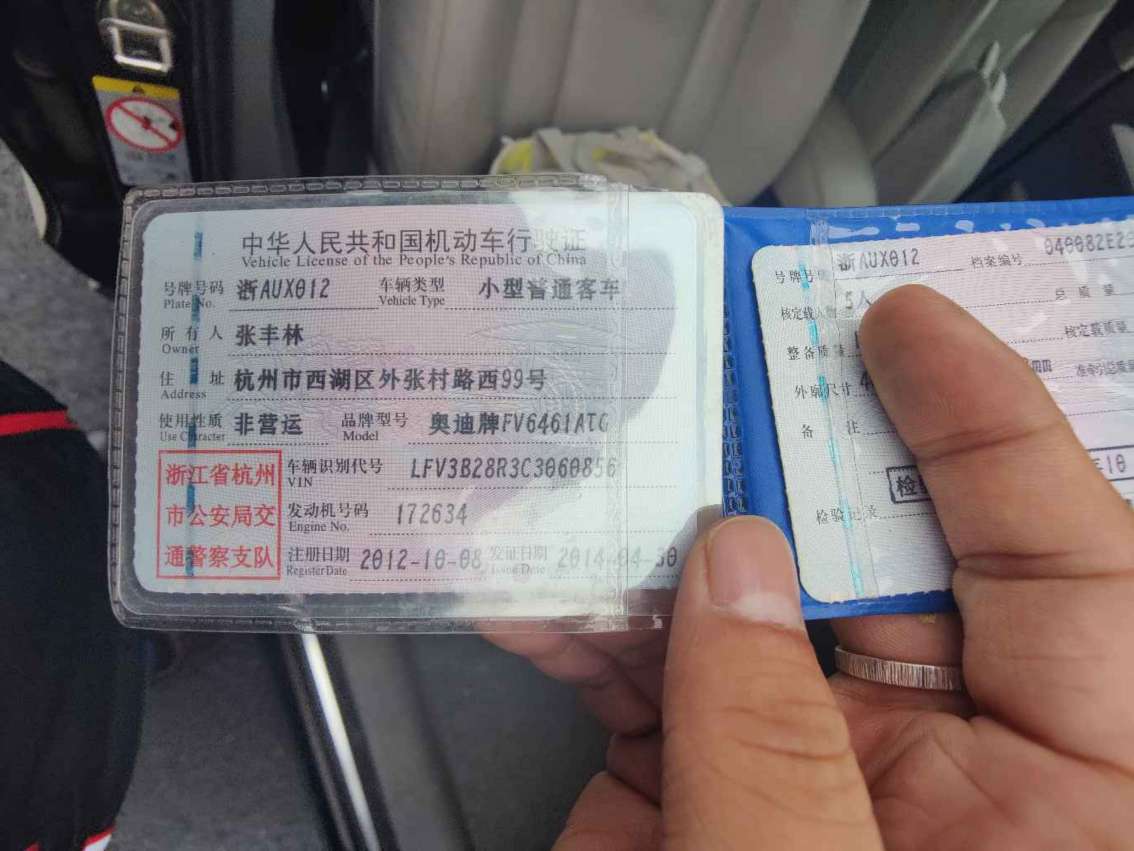 中华人民共和国机动车行驶证
Vehicle License of the People's Republic of China
号牌号码 浙AUX012 车辆类型 小型普通客车
Plate No. Vehicle Type
所有人 张丰林
Owner
住址 杭州市西湖区外张村路西99号
Address
使用性质 非营运 品牌型号 奥迪牌FV6461ATG
Use Character Model
浙江省杭州
市公安局交
通警察支队
车辆识别代号 LFV3B28R3C3060856
VIN
发动机号码 172634
Engine No.
注册日期 2012-10-08 发证日期 2014-04-30
Register Date Issue Date
号牌号 浙AUX012 档案编号 040082E2
核定载人 5人 总质量
整备质量 核定载质量
外廓尺寸
备注
检验记录